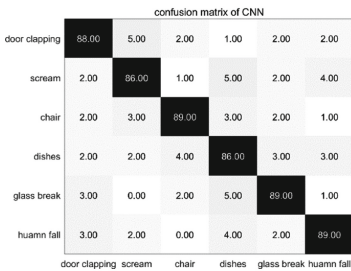 confusion matrix of CNN
door clapping 88.00 5.00 2.00 1.00 2.00 2.00
scream 2.00 86.00 1.00 5.00 2.00 4.00
chair 2.00 3.00 89.00 3.00 2.00 1.00
dishes 2.00 2.00 4.00 86.00 3.00 3.00
glass break 3.00 0.00 2.00 5.00 89.00 1.00
huamn fall 3.00 2.00 0.00 4.00 2.00 89.00
door clapping scream chair dishes glass break huamn fall